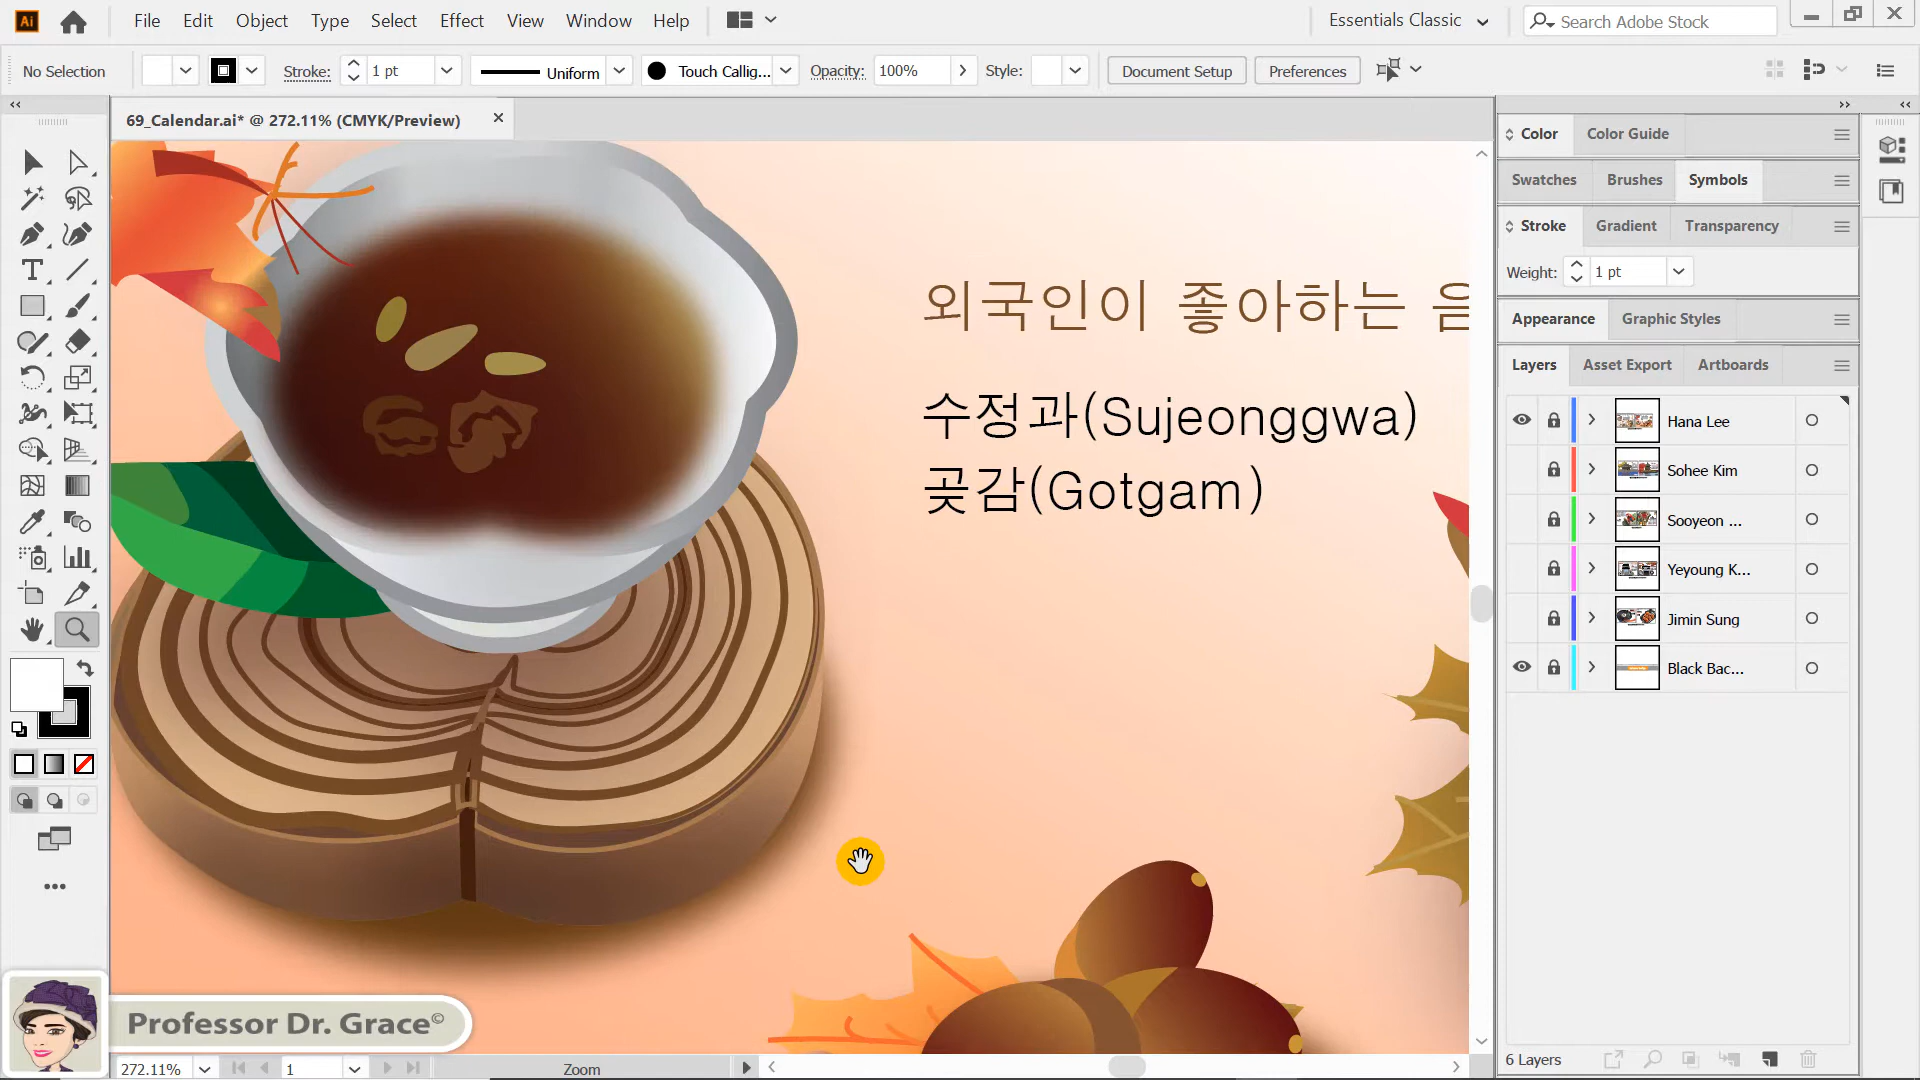 Ai File Edit Object Type Select Effect View Window Help Essentials Classic Search Adobe Stock
No Selection Stroke: 1 pt Uniform Touch Callig... Opacity: 100% Style: Document Setup Preferences
69_Calendar.ai* @ 272.11% (CMYK/Preview)
외국인이 좋아하는 음
수정과(Sujeonggwa)
곶감(Gotgam)
Color Color Guide
Swatches Brushes Symbols
Stroke Gradient Transparency
Weight: 1 pt
Appearance Graphic Styles
Layers Asset Export Artboards
Hana Lee
Sohee Kim
Sooyeon ...
Yeyoung K...
Jimin Sung
Black Bac...
Professor Dr. Grace©
272.11% 1 Zoom
6 Layers